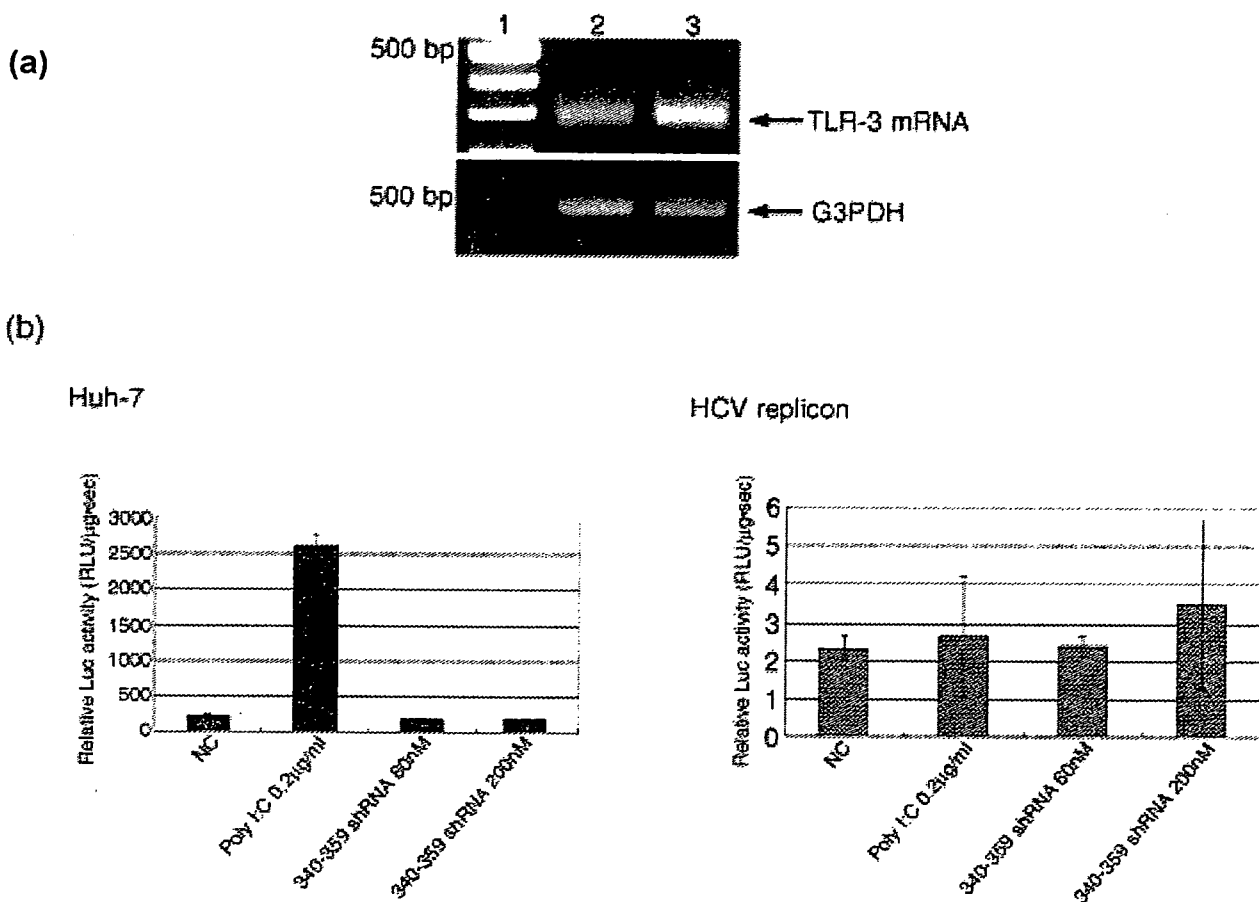 (a)
1 2 3
500 bp
TLR-3 mRNA
500 bp
G3PDH
(b)
Huh-7
Relative Luc activity (RLU/µg·sec)
3000
2500
2000
1500
1000
500
0
NC
Poly I:C 0.2µg/ml
340-359 shRNA 60nM
340-359 shRNA 200nM
HCV replicon
Relative Luc activity (RLU/µg·sec)
6
5
4
3
2
1
0
NC
Poly I:C 0.2µg/ml
340-359 shRNA 60nM
340-359 shRNA 200nM